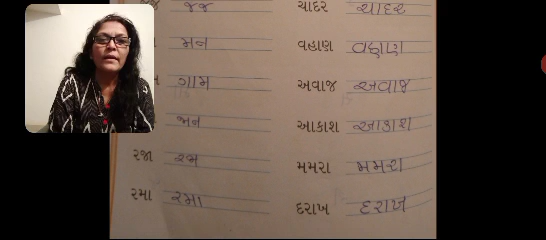 જજ ચાદર ચાદર
મન વહાણ વહાણ
ગામ અવાજ અવાજ
જન આકાશ આકાશ
રજા રજા મમરા મમરા
રમા રમા દરાખ દરાખ